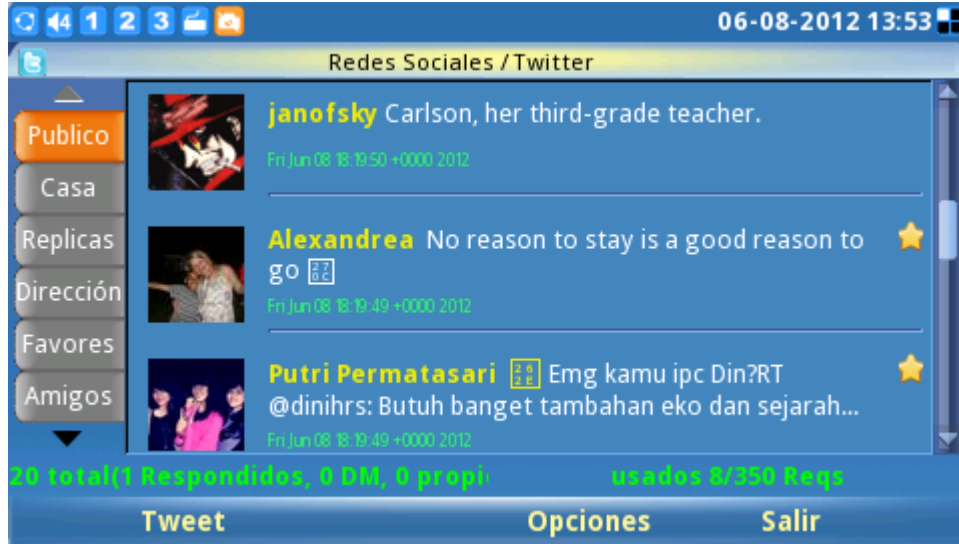 4 1 2 3 06-08-2012 13:53
Redes Sociales / Twitter
Publico
Casa
Replicas
Dirección
Favores
Amigos
janofsky Carlson, her third-grade teacher.
Fri Jun 08 18:19:50 +0000 2012
Alexandrea No reason to stay is a good reason to
go
Fri Jun 08 18:19:49 +0000 2012
Putri Permatasari Emg kamu ipc Din?RT
@dinihrs: Butuh banget tambahan eko dan sejarah...
Fri Jun 08 18:19:49 +0000 2012
20 total(1 Respondidos, 0 DM, 0 propi usados 8/350 Reqs
Tweet Opciones Salir